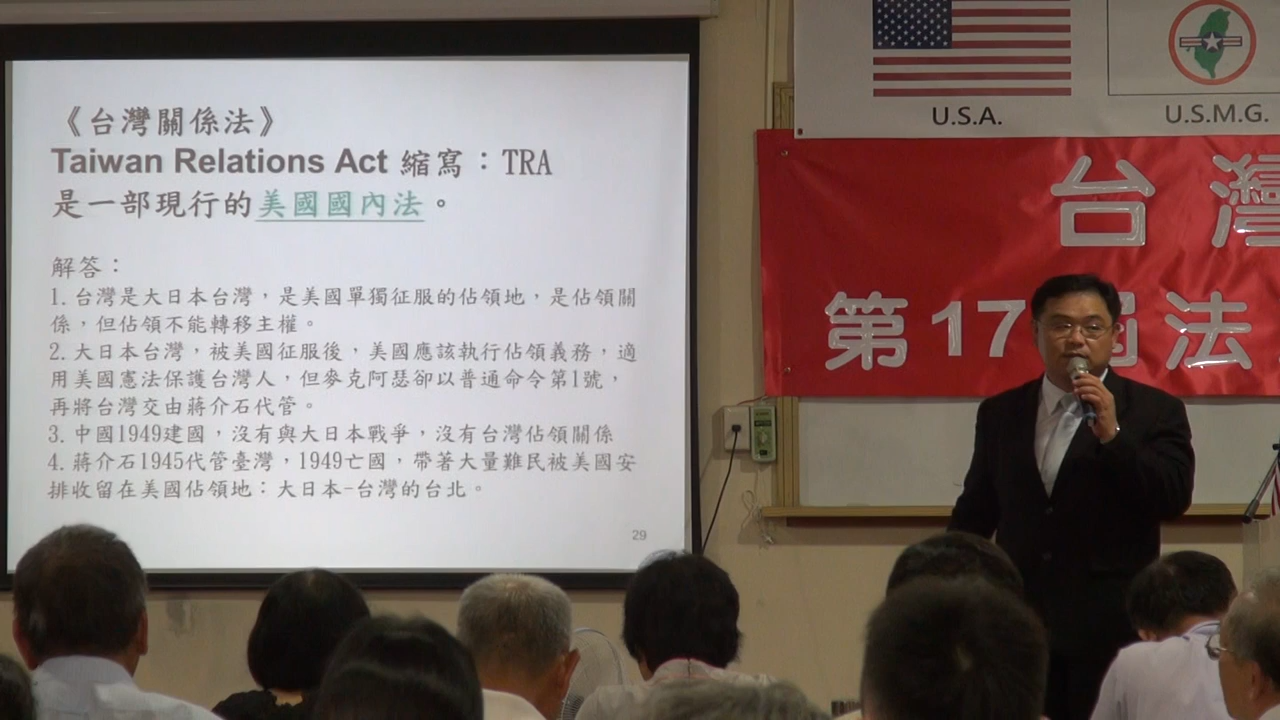 《台灣關係法》
Taiwan Relations Act 縮寫：TRA
是一部現行的美國國內法。
解答：
1. 台灣是大日本台灣，是美國單獨征服的佔領地，是佔領關
係，但佔領不能轉移主權。
2. 大日本台灣，被美國征服後，美國應該執行佔領義務，適
用美國憲法保護台灣人，但麥克阿瑟卻以普通命令第1號，
再將台灣交由蔣介石代管。
3. 中國1949建國，沒有與大日本戰爭，沒有台灣佔領關係
4. 蔣介石1945代管臺灣，1949亡國，帶著大量難民被美國安
排收留在美國佔領地：大日本-台灣的台北。
29
U.S.A.
U.S.M.G.
台灣
第17屆法